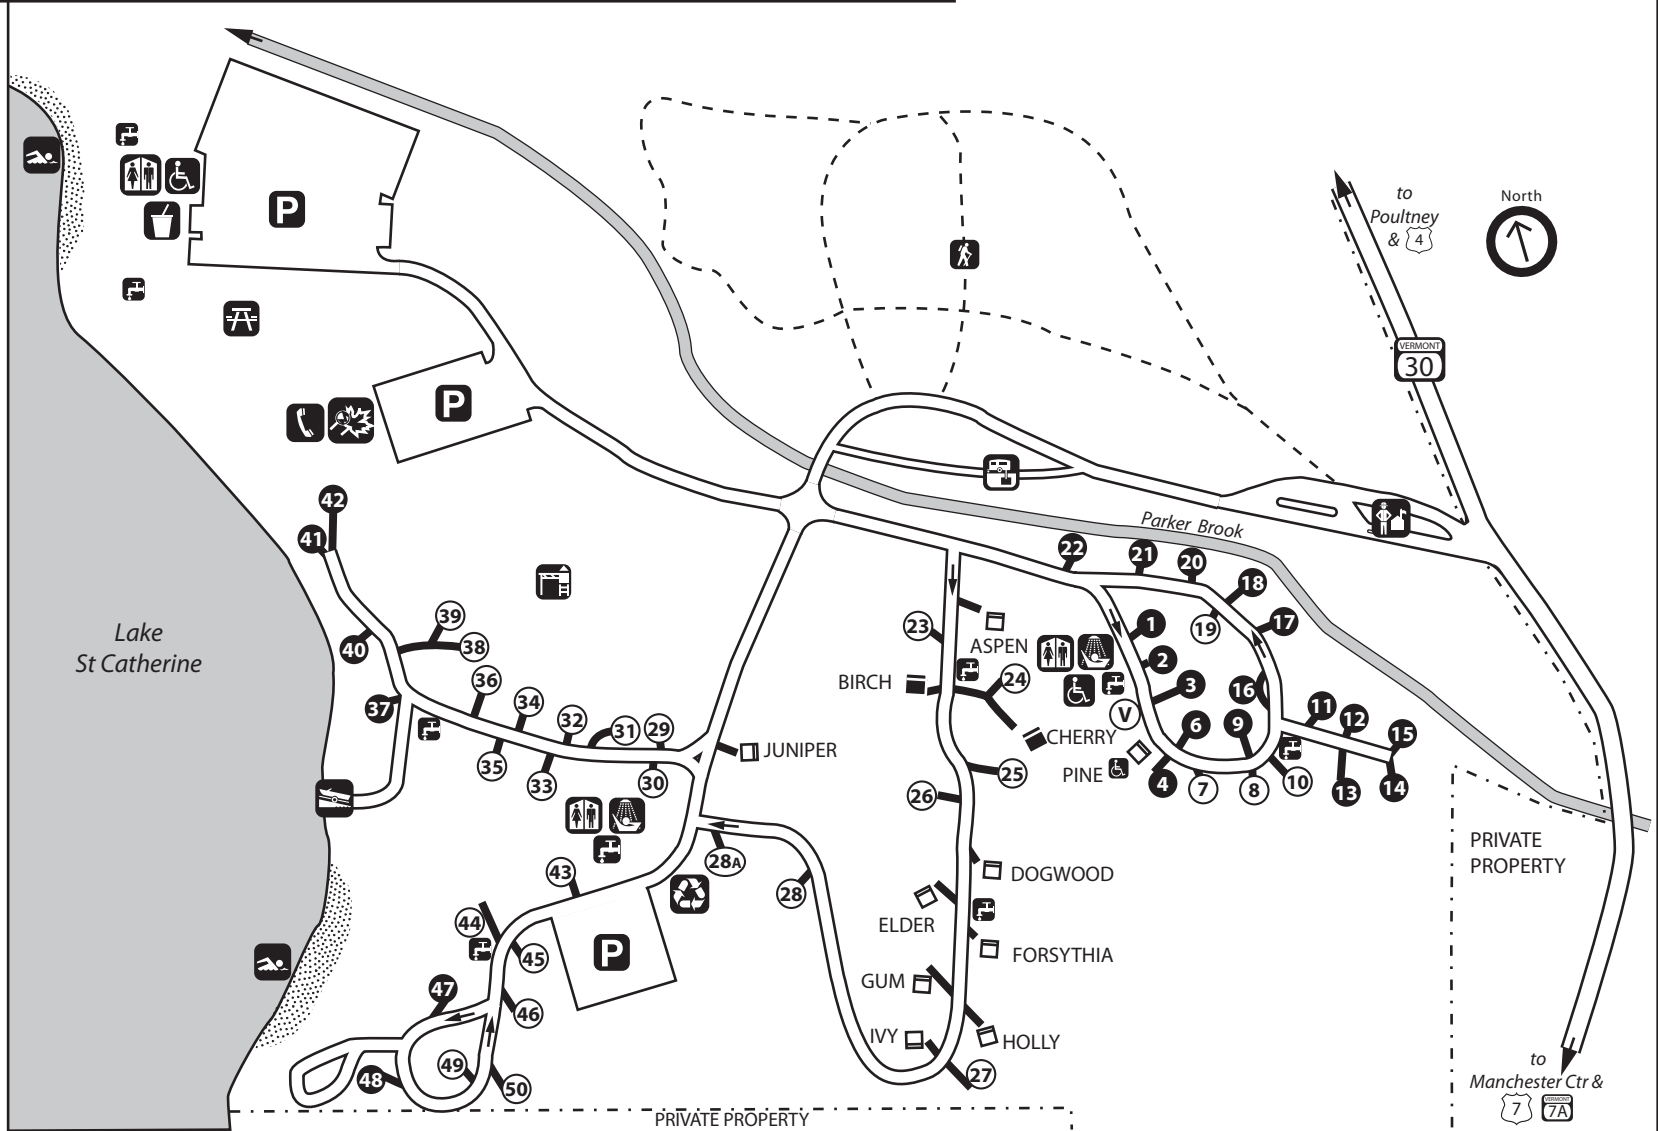 North
to
Poultney
& 4
VERMONT
30
P
P
Parker Brook
42
41
22
21
20
18
39
38
40
Lake
St Catherine
23
ASPEN
1
19
17
2
BIRCH
24
36
3
16
37
34
V
11
12
32
31
29
CHERRY
6
9
15
JUNIPER
35
33
30
25
PINE
4
7
8
10
13
14
26
28A
43
28
DOGWOOD
PRIVATE
PROPERTY
44
ELDER
45
P
FORSYTHIA
GUM
47
46
IVY
HOLLY
49
27
48
50
to
Manchester Ctr &
7
VERMONT
7A
PRIVATE PROPERTY